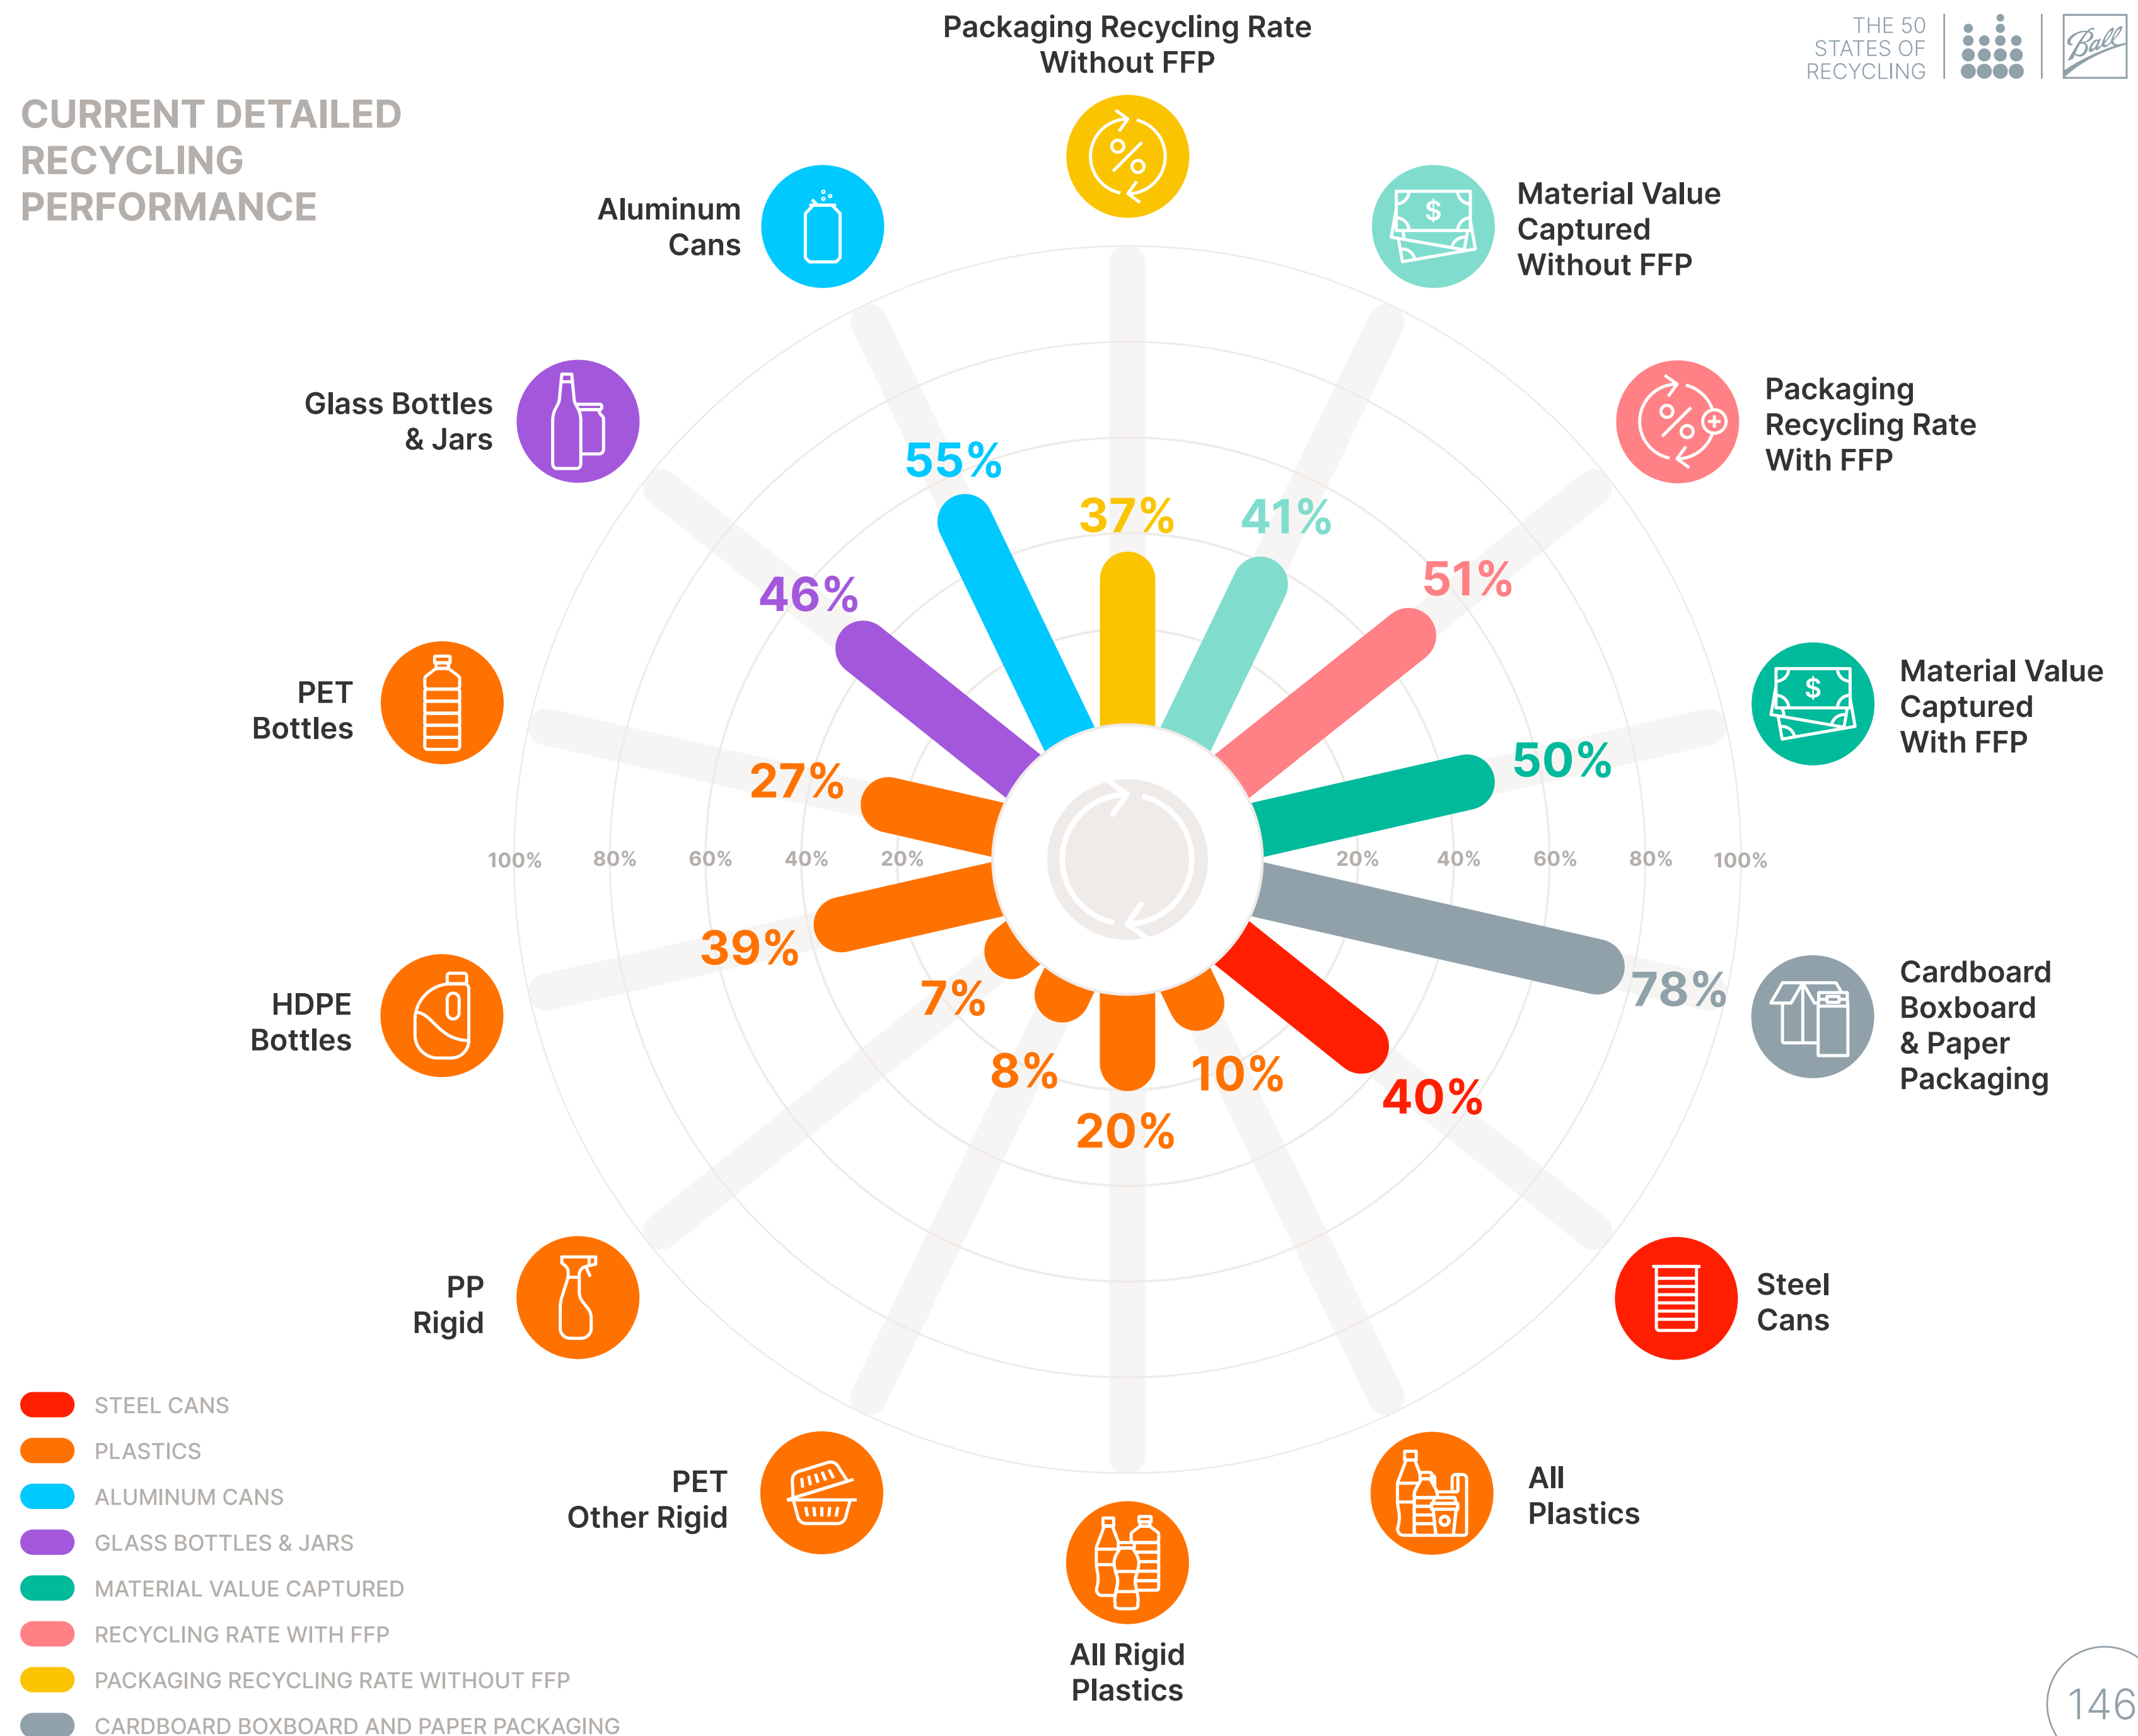 THE 50
STATES OF
RECYCLING
Ball
CURRENT DETAILED
RECYCLING
PERFORMANCE
Packaging Recycling Rate
Without FFP
%
Material Value
Captured
Without FFP
$
Packaging
Recycling Rate
With FFP
%
Material Value
Captured
With FFP
$
Cardboard
Boxboard
& Paper
Packaging
Steel
Cans
All
Plastics
All Rigid
Plastics
PET
Other Rigid
PP
Rigid
HDPE
Bottles
PET
Bottles
Glass Bottles
& Jars
Aluminum
Cans
37%
41%
51%
50%
78%
40%
10%
20%
8%
7%
39%
27%
46%
55%
100%
80%
60%
40%
20%
20%
40%
60%
80%
100%
STEEL CANS
PLASTICS
ALUMINUM CANS
GLASS BOTTLES & JARS
MATERIAL VALUE CAPTURED
RECYCLING RATE WITH FFP
PACKAGING RECYCLING RATE WITHOUT FFP
CARDBOARD BOXBOARD AND PAPER PACKAGING
146